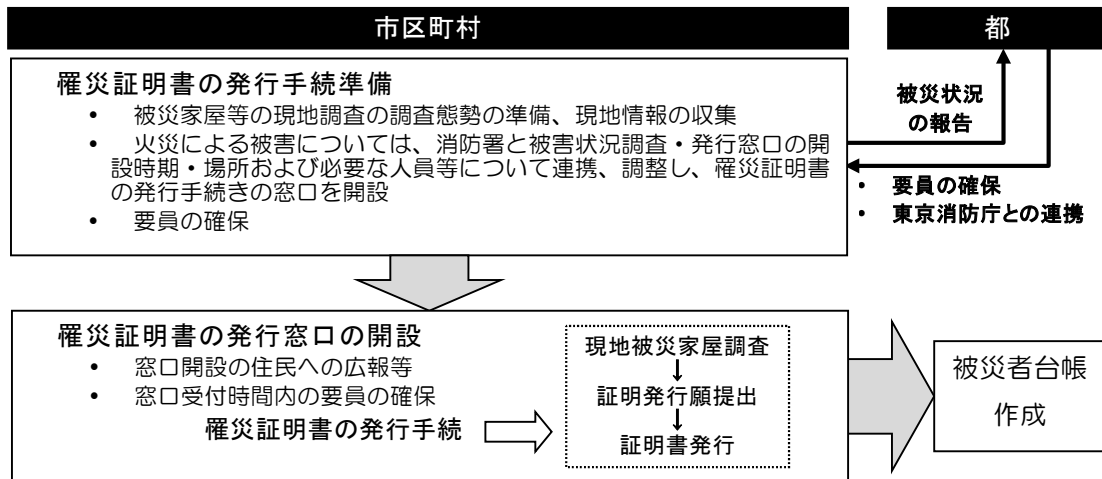 市区町村
都
罹災証明書の発行手続準備
• 被災家屋等の現地調査の調査態勢の準備、現地情報の収集
• 火災による被害については、消防署と被害状況調査・発行窓口の開
設時期・場所および必要な人員等について連携、調整し、罹災証明書
の発行手続きの窓口を開設
• 要員の確保
被災状況
の報告
• 要員の確保
• 東京消防庁との連携
罹災証明書の発行窓口の開設
• 窓口開設の住民への広報等
• 窓口受付時間内の要員の確保
罹災証明書の発行手続
現地被災家屋調査
↓
証明発行願提出
↓
証明書発行
被災者台帳
作成